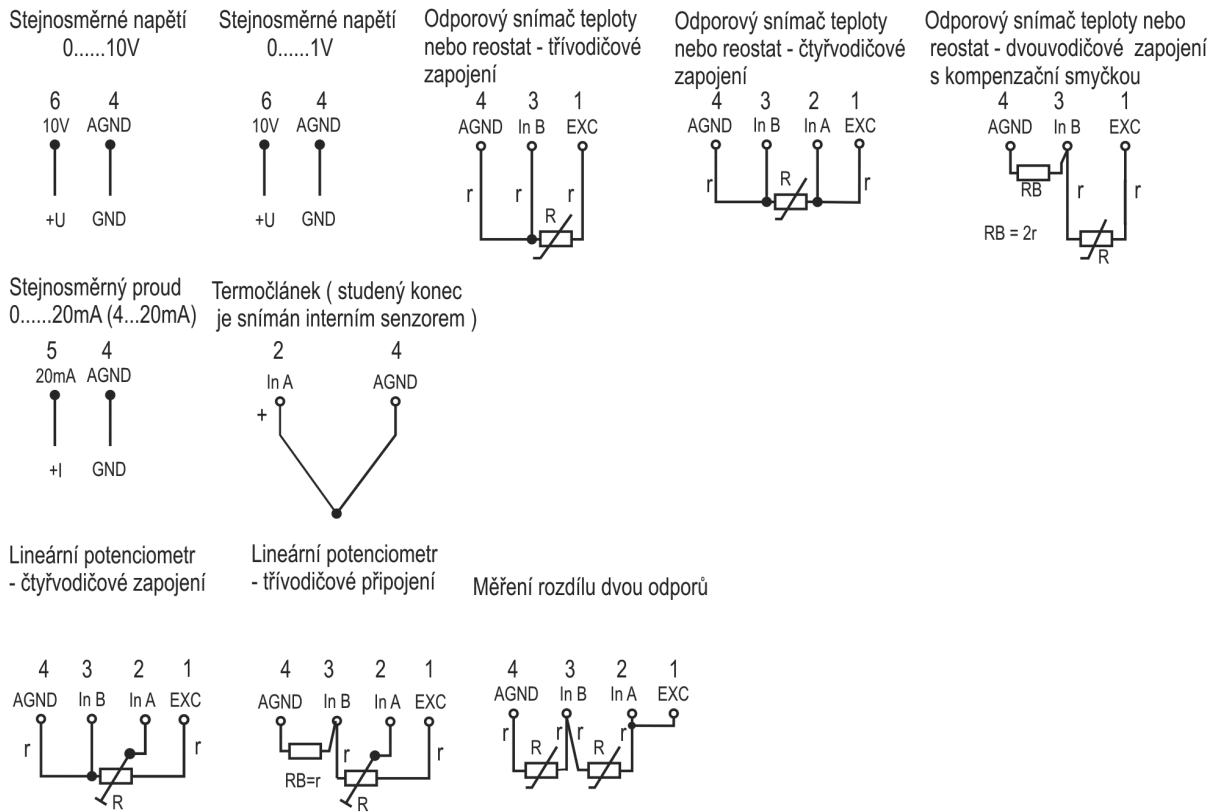 Stejnosměrné napětí
0......10V
6 4
10V AGND
+U GND
Stejnosměrné napětí
0......1V
6 4
10V AGND
+U GND
Odporový snímač teploty
nebo reostat - třívodičové
zapojení
4 3 1
AGND In B EXC
r r r
R
Odporový snímač teploty
nebo reostat - čtyřvodičové
zapojení
4 3 2 1
AGND In B In A EXC
r R r
Odporový snímač teploty nebo
reostat - dvouvodičové zapojení
s kompenzační smyčkou
4 3 1
AGND In B EXC
RB r r
RB = 2r
R
Stejnosměrný proud
0......20mA (4...20mA)
5 4
20mA AGND
+I GND
Termočlánek ( studený konec
je snímán interním senzorem )
2 4
In A AGND
+
Lineární potenciometr
- čtyřvodičové zapojení
4 3 2 1
AGND In B In A EXC
r r
R
Lineární potenciometr
- třívodičové připojení
4 3 2 1
AGND In B In A EXC
r r
RB=r
R
Měření rozdílu dvou odporů
4 3 2 1
AGND In B In A EXC
r R r r R r